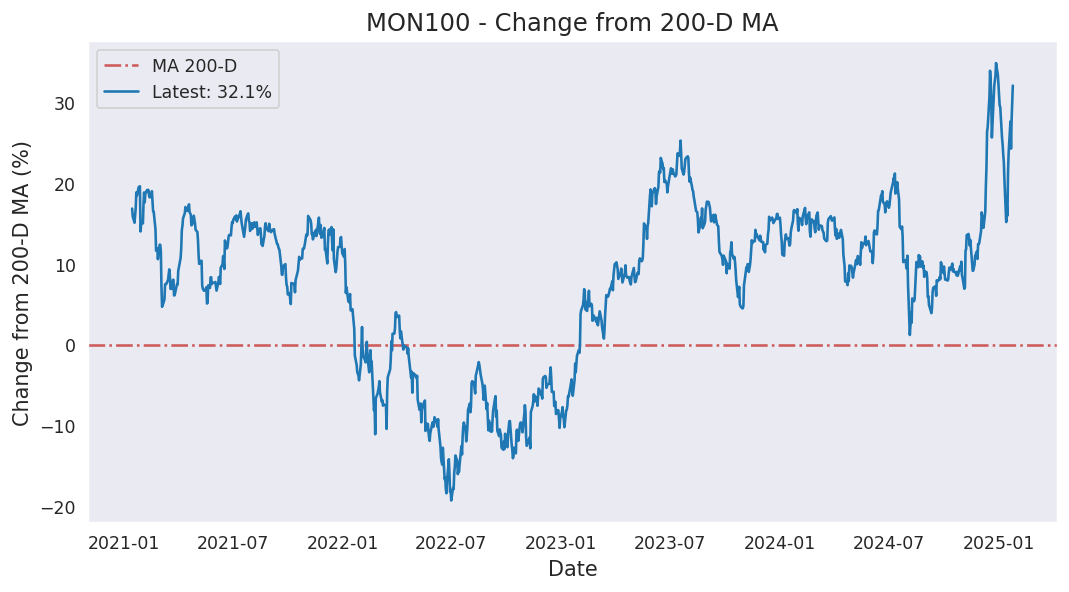 MON100 - Change from 200-D MA
MA 200-D
Latest: 32.1%
Change from 200-D MA (%)
30
20
10
0
−10
−20
2021-01 2021-07 2022-01 2022-07 2023-01 2023-07 2024-01 2024-07 2025-01
Date